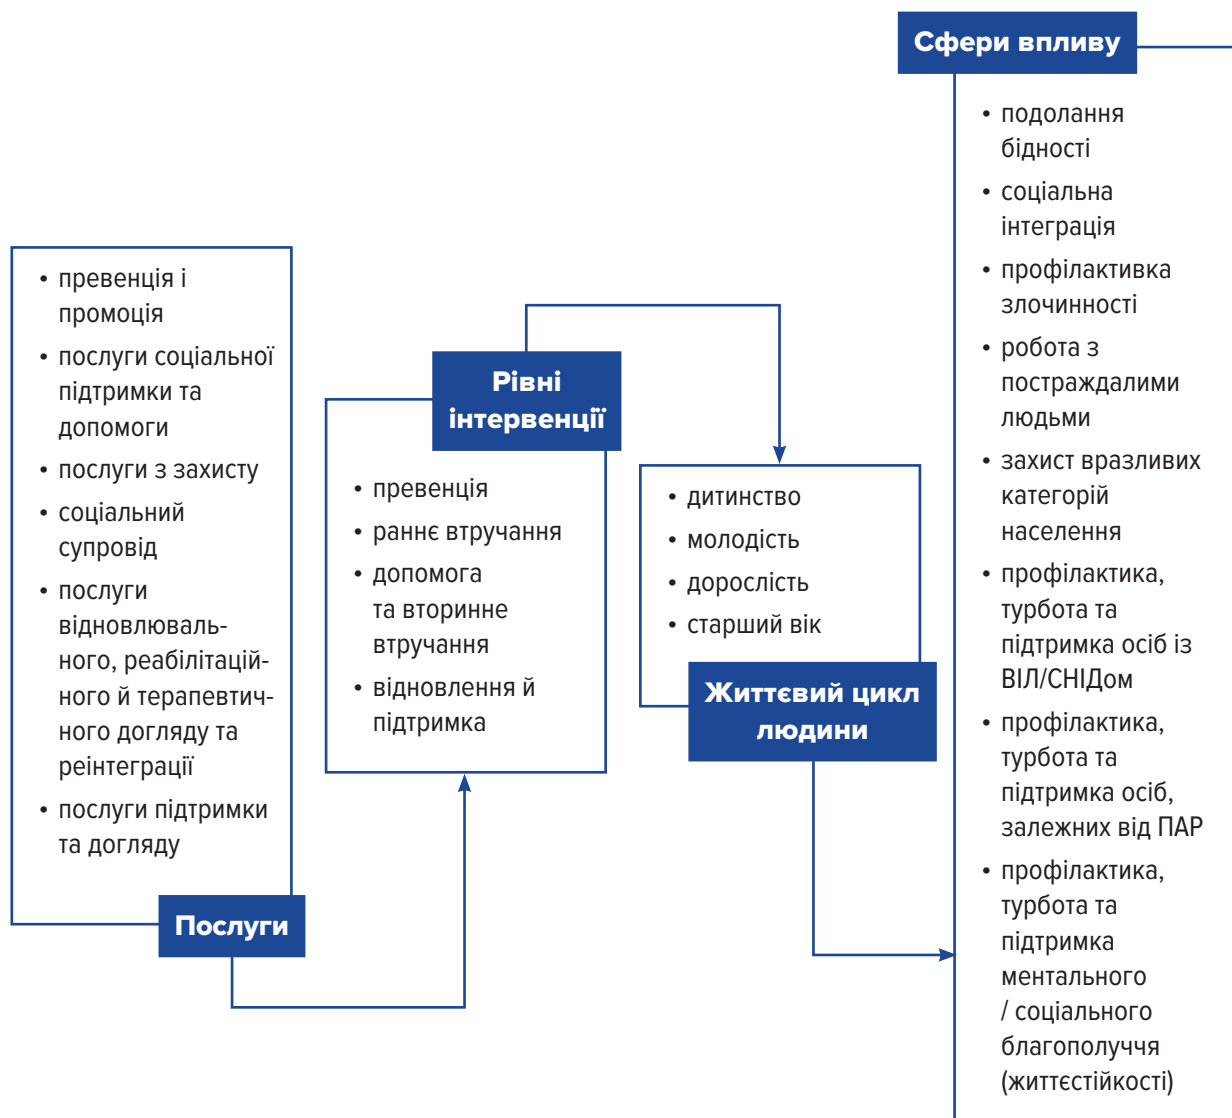 Сфери впливу
• подолання
бідності
• соціальна
інтеграція
• профілактивка
злочинності
• робота з
постраждалими
людьми
• захист вразливих
категорій
населення
• профілактика,
турбота та
підтримка осіб із
ВІЛ/СНІДом
• профілактика,
турбота та
підтримка осіб,
залежних від ПАР
• профілактика,
турбота та
підтримка
ментального
/ соціального
благополуччя
(життєстійкості)
• превенція і
промоція
• послуги соціальної
підтримки та
допомоги
• послуги з захисту
• соціальний
супровід
• послуги
відновлюваль-
ного, реабілітацій-
ного й терапевтич-
ного догляду та
реінтеграції
• послуги підтримки
та догляду
Послуги
Рівні
інтервенції
• превенція
• раннє втручання
• допомога
та вторинне
втручання
• відновлення й
підтримка
• дитинство
• молодість
• дорослість
• старший вік
Життєвий цикл
людини